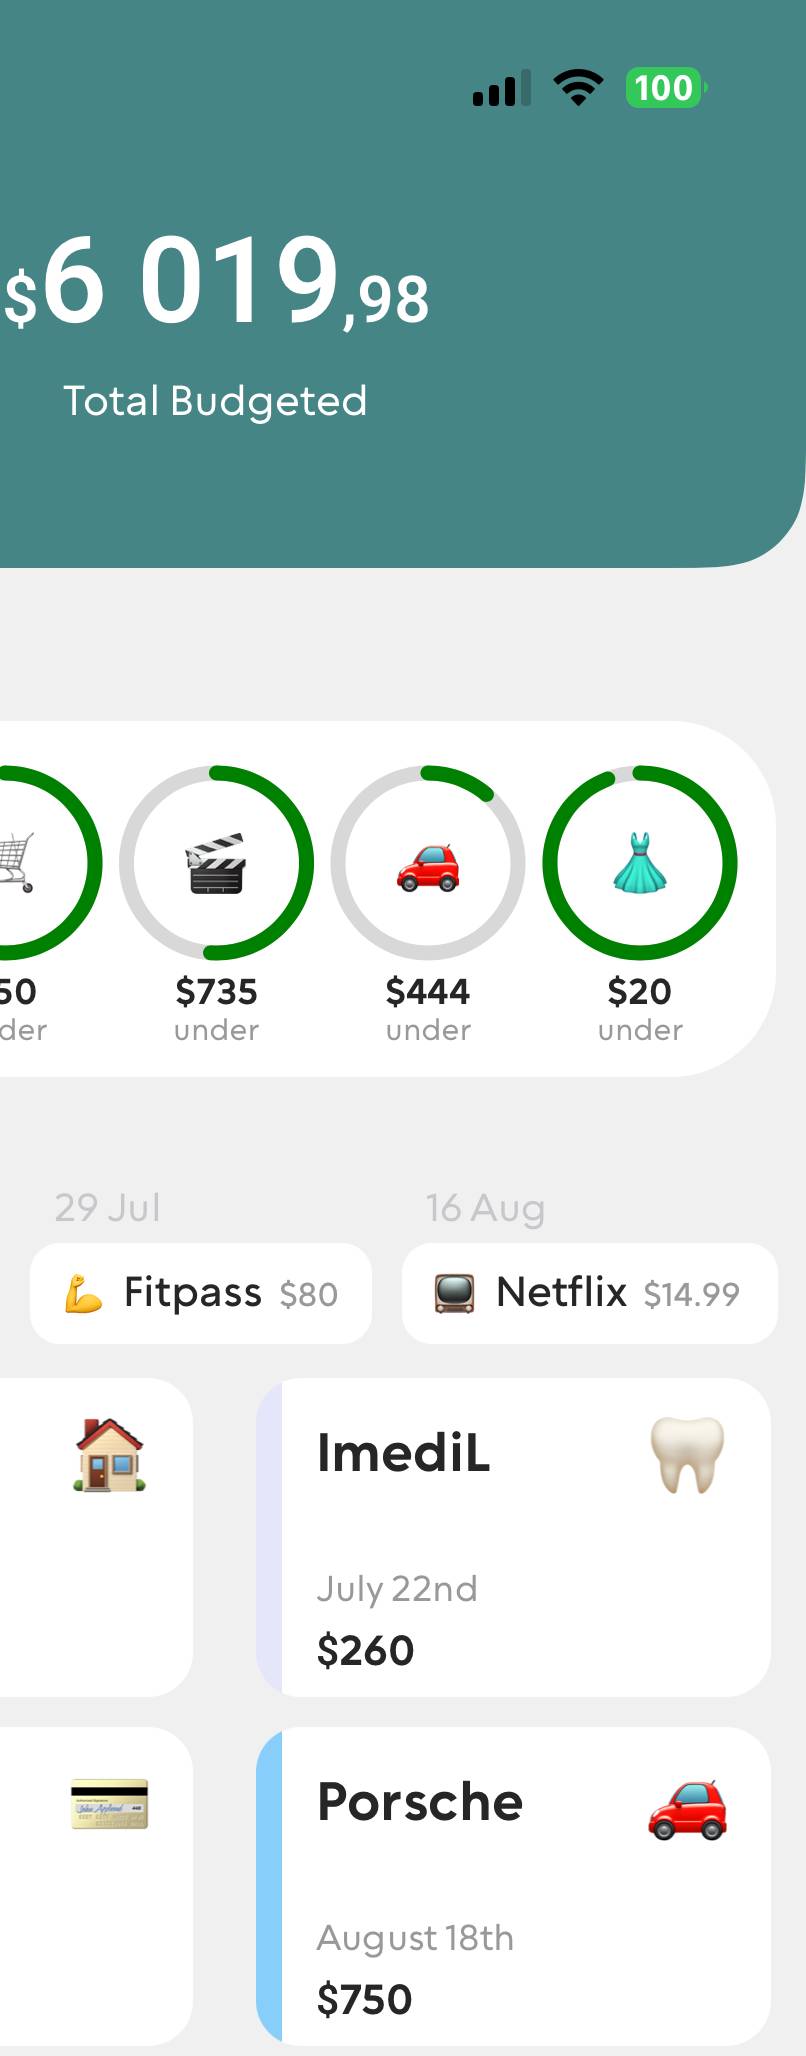 100
$6 019,98
Total Budgeted
50 $735 $444 $20
der under under under
29 Jul 16 Aug
Fitpass $80 Netflix $14.99
ImediL
July 22nd
$260
Porsche
August 18th
$750